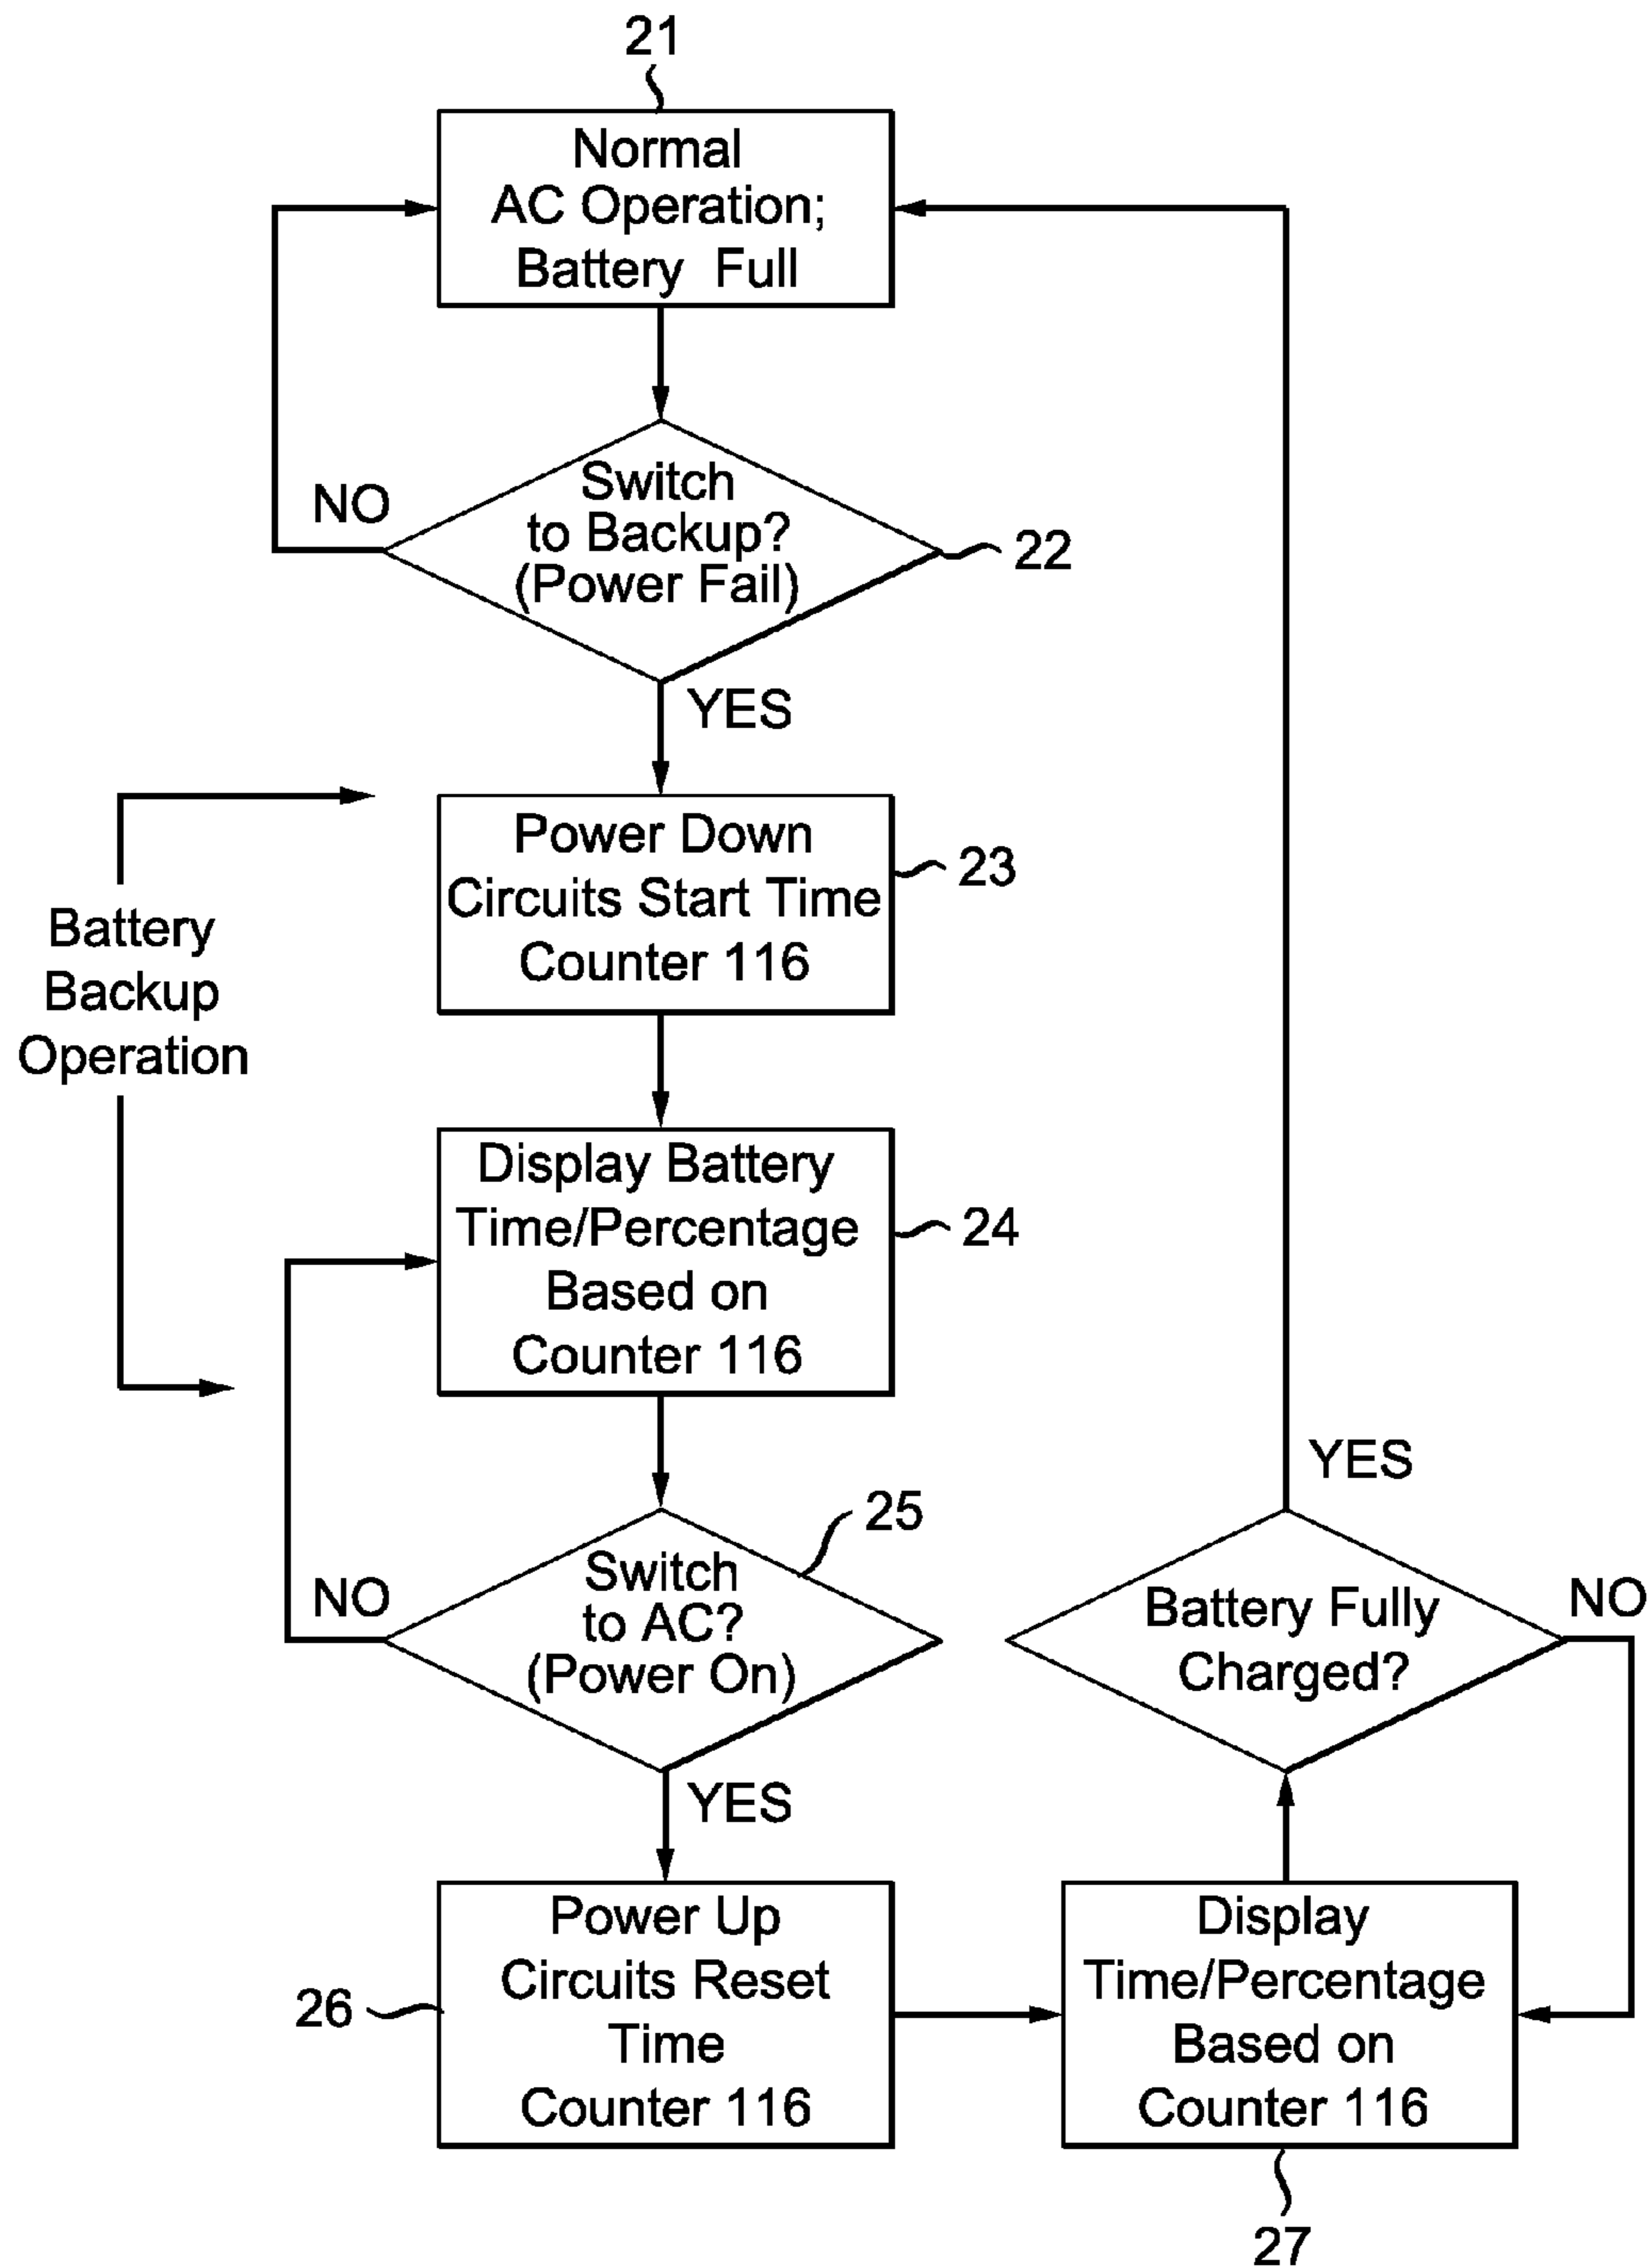 21
Normal
AC Operation;
Battery Full
NO
Switch
to Backup?
(Power Fail)
22
YES
Power Down
Circuits Start Time
Counter 116
23
Battery
Backup
Operation
Display Battery
Time/Percentage
Based on
Counter 116
24
25
NO
Switch
to AC?
(Power On)
YES
Power Up
Circuits Reset
Time
Counter 116
26
Display
Time/Percentage
Based on
Counter 116
27
Battery Fully
Charged?
YES
NO